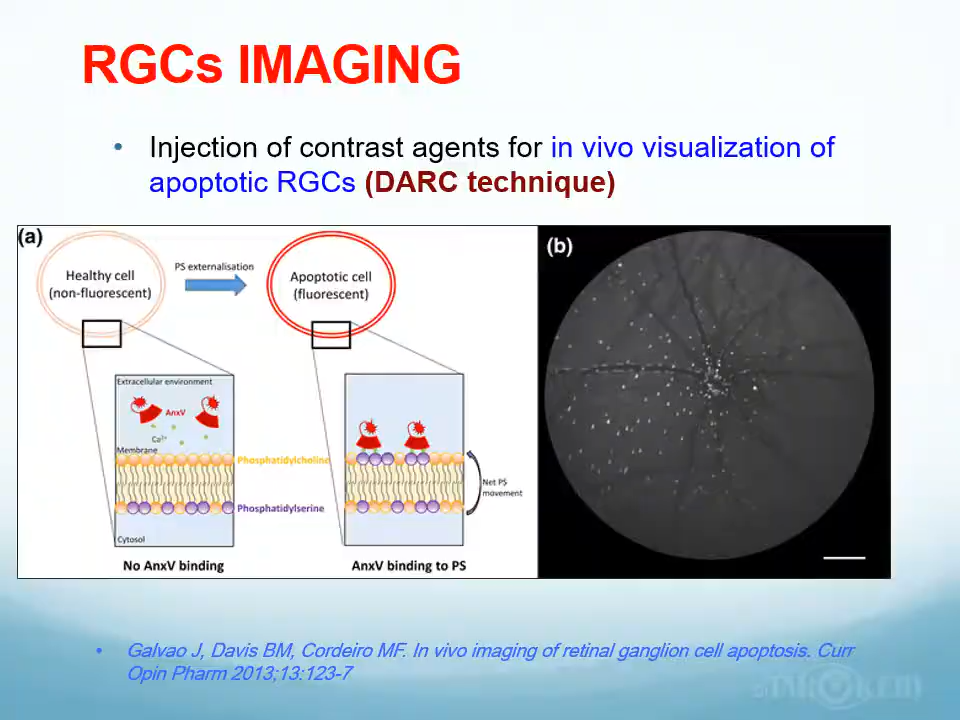 RGCs IMAGING
• Injection of contrast agents for in vivo visualization of
apoptotic RGCs (DARC technique)
(a)
Healthy cell
(non-fluorescent)
PS externalisation
Apoptotic cell
(fluorescent)
Extracellular environment
AnxV
Ca2+
Membrane
Phosphatidylcholine
Phosphatidylserine
Cytosol
Net PS
movement
No AnxV binding
AnxV binding to PS
(b)
• Galvao J, Davis BM, Cordeiro MF. In vivo imaging of retinal ganglion cell apoptosis. Curr
Opin Pharm 2013;13:123-7